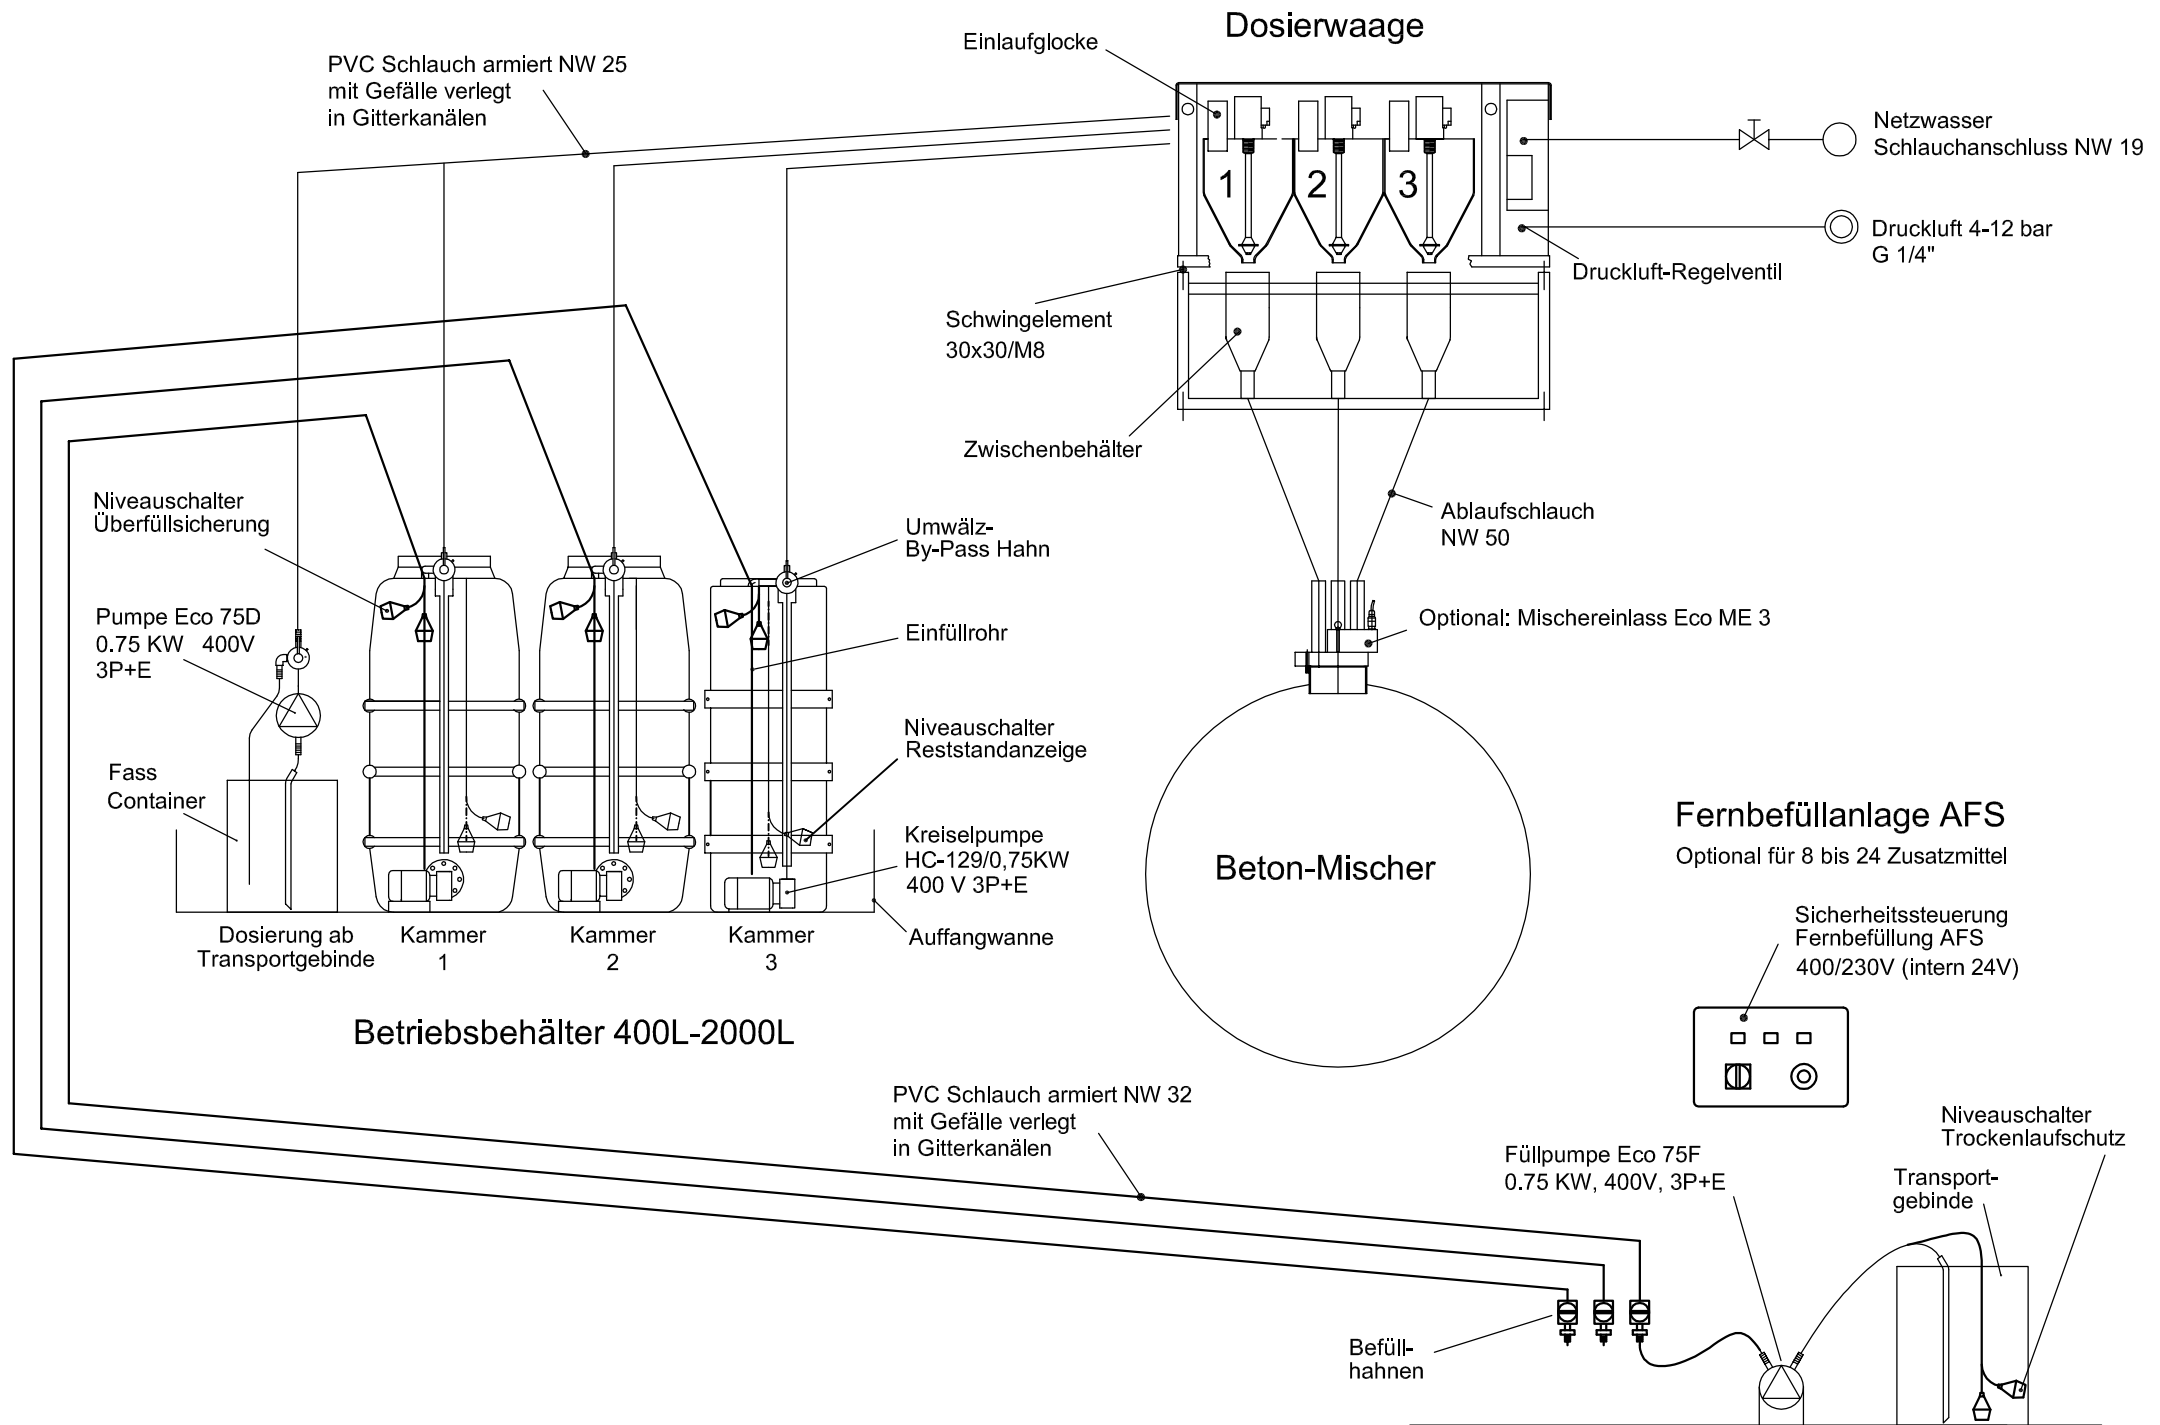 Dosierwaage
Einlaufglocke
PVC Schlauch armiert NW 25
mit Gefälle verlegt
in Gitterkanälen
Netzwasser
Schlauchanschluss NW 19
1
2
3
Druckluft 4-12 bar
G 1/4"
Druckluft-Regelventil
Schwingelement
30x30/M8
Zwischenbehälter
Niveauschalter
Überfüllsicherung
Umwälz-
By-Pass Hahn
Ablaufschlauch
NW 50
Pumpe Eco 75D
0.75 KW 400V
3P+E
Einfüllrohr
Optional: Mischereinlass Eco ME 3
Niveauschalter
Reststandanzeige
Fass
Container
Kreiselpumpe
HC-129/0,75KW
400 V 3P+E
Beton-Mischer
Fernbefüllanlage AFS
Optional für 8 bis 24 Zusatzmittel
Dosierung ab
Transportgebinde
Kammer
1
Kammer
2
Kammer
3
Auffangwanne
Sicherheitssteuerung
Fernbefüllung AFS
400/230V (intern 24V)
Betriebsbehälter 400L-2000L
PVC Schlauch armiert NW 32
mit Gefälle verlegt
in Gitterkanälen
Niveauschalter
Trockenlaufschutz
Füllpumpe Eco 75F
0.75 KW, 400V, 3P+E
Transport-
gebinde
Befüll-
hahnen